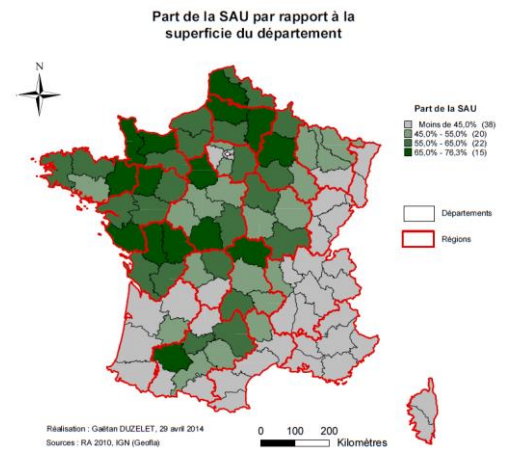 Part de la SAU par rapport à la
superficie du département
N
Part de la SAU
Moins de 45,0% (38)
45,0% - 55,0% (20)
55,0% - 65,0% (22)
65,0% - 76,3% (15)
Départements
Régions
Réalisation : Gaëtan DUZELET, 29 avril 2014
Sources : RA 2010, IGN (Geofla)
0 100 200
Kilomètres